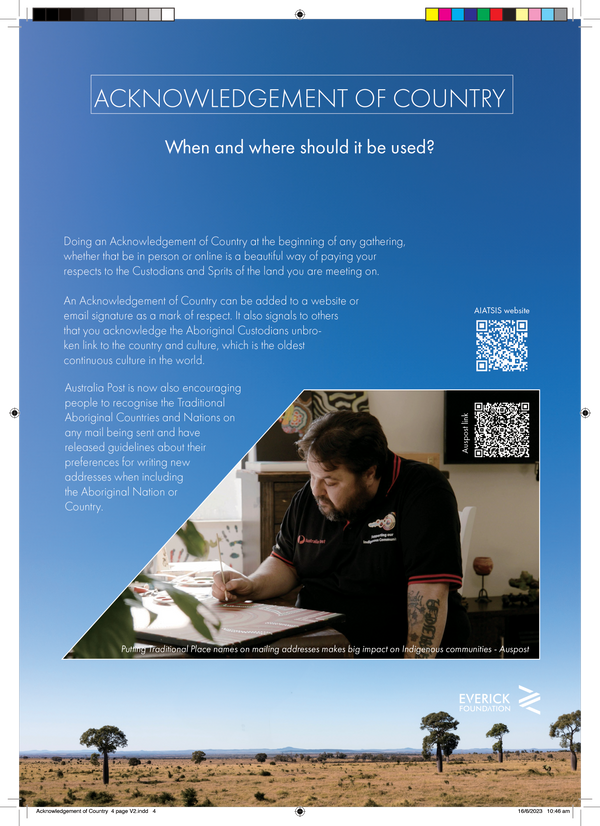 ACKNOWLEDGEMENT OF COUNTRY
When and where should it be used?
Doing an Acknowledgement of Country at the beginning of any gathering,
whether that be in person or online is a beautiful way of paying your
respects to the Custodians and Sprits of the land you are meeting on.
An Acknowledgement of Country can be added to a website or
email signature as a mark of respect. It also signals to others
that you acknowledge the Aboriginal Custodians unbro-
ken link to the country and culture, which is the oldest
continuous culture in the world.
AIATSIS website
Australia Post is now also encouraging
people to recognise the Traditional
Aboriginal Countries and Nations on
any mail being sent and have
released guidelines about their
preferences for writing new
addresses when including
the Aboriginal Nation or
Country.
Auspost link
Putting Traditional Place names on mailing addresses makes big impact on Indigenous communities - Auspost
EVERICK
FOUNDATION
Acknowledgement of Country 4 page V2.indd 4
16/6/2023 10:46 am